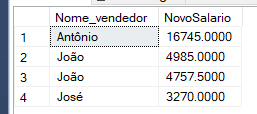 Nome_vendedor NovoSalario
1 Antônio 16745.0000
2 João 4985.0000
3 João 4757.5000
4 José 3270.0000